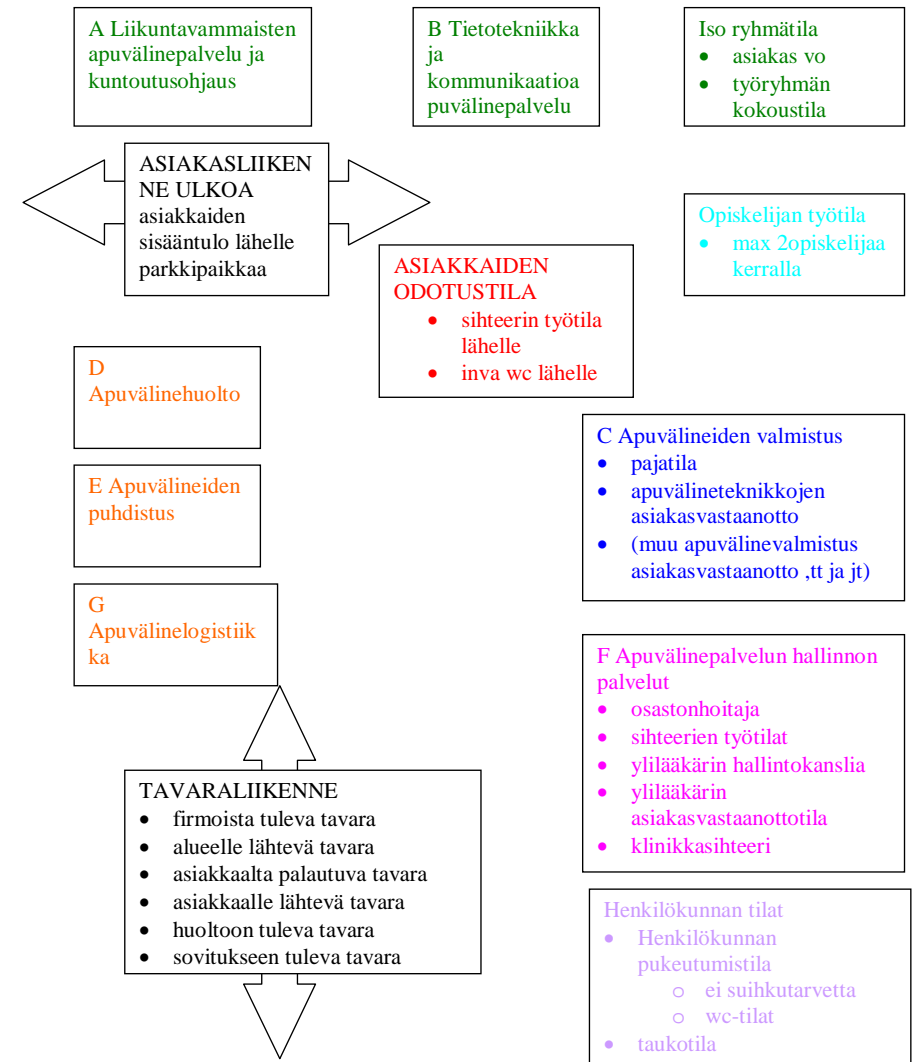 A Liikuntavammaisten
apuvälinepalvelu ja
kuntoutusohjaus
B Tietotekniikka
ja
kommunikaatioa
puvälinepalvelu
Iso ryhmätila
• asiakas vo
• työryhmän
kokoustila
ASIAKASLIIKEN
NE ULKOA
asiakkaiden
sisääntulo lähelle
parkkipaikkaa
Opiskelijan työtila
• max 2opiskelijaa
kerralla
ASIAKKAIDEN
ODOTUSTILA
• sihteerin työtila
lähelle
• inva wc lähelle
D
Apuvälinehuolto
C Apuvälineiden valmistus
• pajatila
• apuvälineteknikkojen
asiakasvastaanotto
• (muu apuvälinevalmistus
asiakasvastaanotto ,tt ja jt)
E Apuvälineiden
puhdistus
G
Apuvälinelogistiik
ka
F Apuvälinepalvelun hallinnon
palvelut
• osastonhoitaja
• sihteerien työtilat
• ylilääkärin hallintokanslia
• ylilääkärin
asiakasvastaanottotila
• klinikkasihteeri
TAVARALIIKENNE
• firmoista tuleva tavara
• alueelle lähtevä tavara
• asiakaalta palautuva tavara
• asiakkaalle lähtevä tavara
• huoltoon tuleva tavara
• sovitukseen tuleva tavara
Henkilökunnan tilat
• Henkilökunnan
pukeutumistila
o ei suihkutarvetta
o wc-tilat
• taukotila